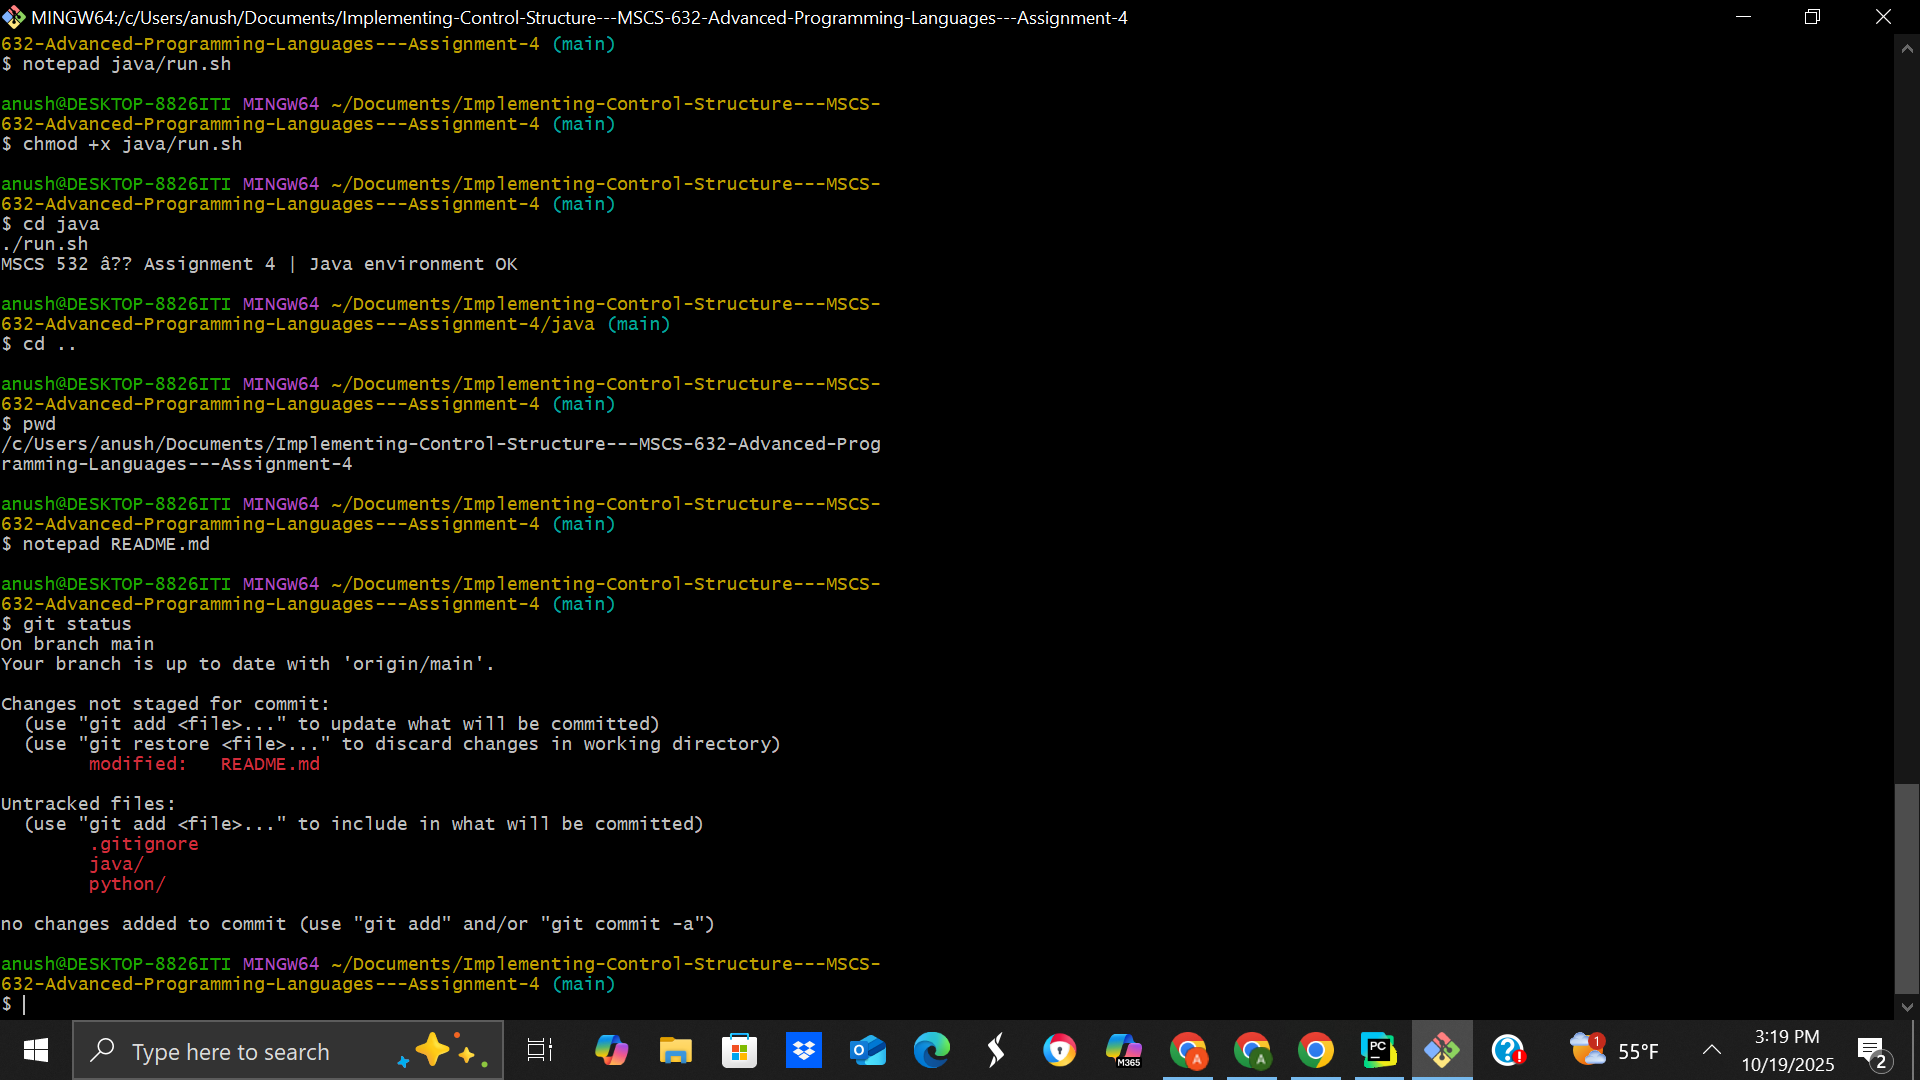 MINGW64:/c/Users/anush/Documents/Implementing-Control-Structure---MSCS-632-Advanced-Programming-Languages---Assignment-4
632-Advanced-Programming-Languages---Assignment-4 (main)
$ notepad java/run.sh
anush@DESKTOP-8826ITI MINGW64 ~/Documents/Implementing-Control-Structure---MSCS-
632-Advanced-Programming-Languages---Assignment-4 (main)
$ chmod +x java/run.sh
anush@DESKTOP-8826ITI MINGW64 ~/Documents/Implementing-Control-Structure---MSCS-
632-Advanced-Programming-Languages---Assignment-4 (main)
$ cd java
./run.sh
MSCS 532 â?? Assignment 4 | Java environment OK
anush@DESKTOP-8826ITI MINGW64 ~/Documents/Implementing-Control-Structure---MSCS-
632-Advanced-Programming-Languages---Assignment-4/java (main)
$ cd ..
anush@DESKTOP-8826ITI MINGW64 ~/Documents/Implementing-Control-Structure---MSCS-
632-Advanced-Programming-Languages---Assignment-4 (main)
$ pwd
/c/Users/anush/Documents/Implementing-Control-Structure---MSCS-632-Advanced-Prog
ramming-Languages---Assignment-4
anush@DESKTOP-8826ITI MINGW64 ~/Documents/Implementing-Control-Structure---MSCS-
632-Advanced-Programming-Languages---Assignment-4 (main)
$ notepad README.md
anush@DESKTOP-8826ITI MINGW64 ~/Documents/Implementing-Control-Structure---MSCS-
632-Advanced-Programming-Languages---Assignment-4 (main)
$ git status
On branch main
Your branch is up to date with 'origin/main'.
Changes not staged for commit:
(use "git add <file>..." to update what will be committed)
(use "git restore <file>..." to discard changes in working directory)
modified: README.md
Untracked files:
(use "git add <file>..." to include in what will be committed)
.gitignore
java/
python/
no changes added to commit (use "git add" and/or "git commit -a")
anush@DESKTOP-8826ITI MINGW64 ~/Documents/Implementing-Control-Structure---MSCS-
632-Advanced-Programming-Languages---Assignment-4 (main)
$
Type here to search
M365
A
A
PC
1
55°F
3:19 PM
10/19/2025
2